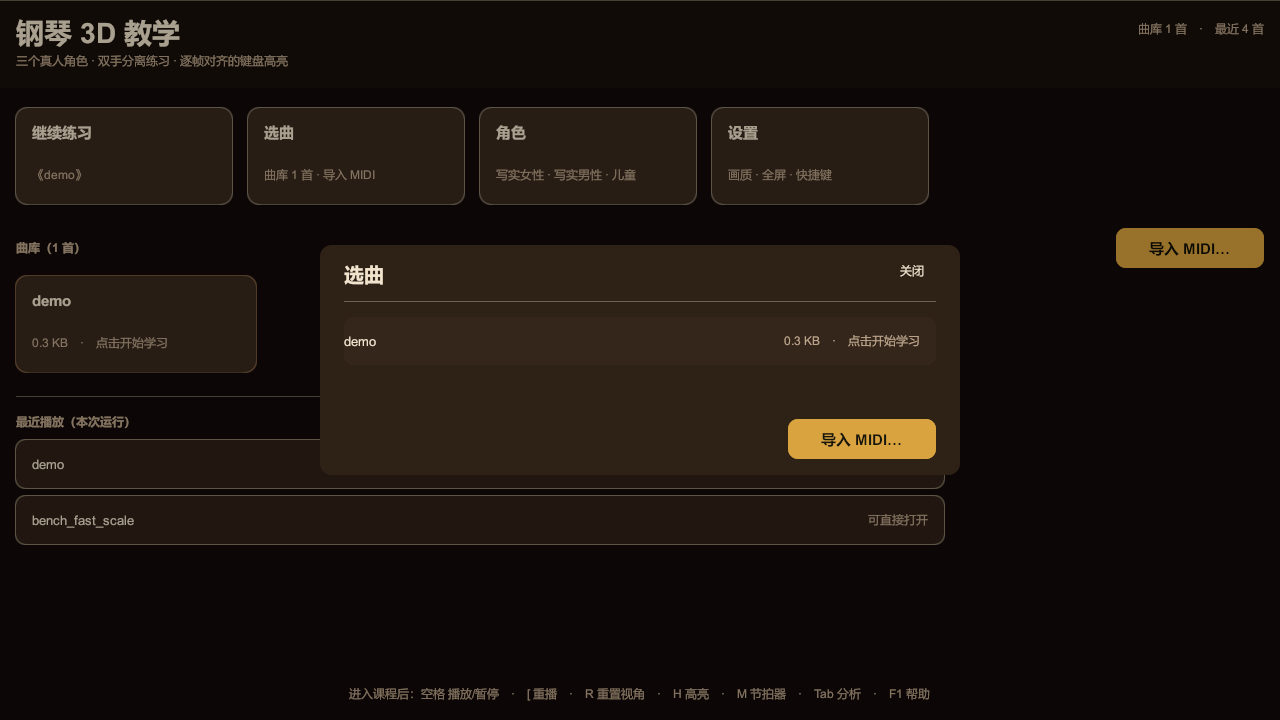 钢琴 3D 教学
曲库 1 首 · 最近 4 首
三个真人角色 · 双手分离练习 · 逐帧对齐的键盘高亮
继续练习
《demo》
选曲
曲库 1 首 · 导入 MIDI
角色
写实女性 · 写实男性 · 儿童
设置
画质 · 全屏 · 快捷键
曲库（1 首）
导入 MIDI…
demo
0.3 KB · 点击开始学习
选曲
关闭
demo
0.3 KB · 点击开始学习
导入 MIDI…
最近播放（本次运行）
demo
bench_fast_scale
可直接打开
进入课程后：空格 播放/暂停 · [ 重播 · R 重置视角 · H 高亮 · M 节拍器 · Tab 分析 · F1 帮助